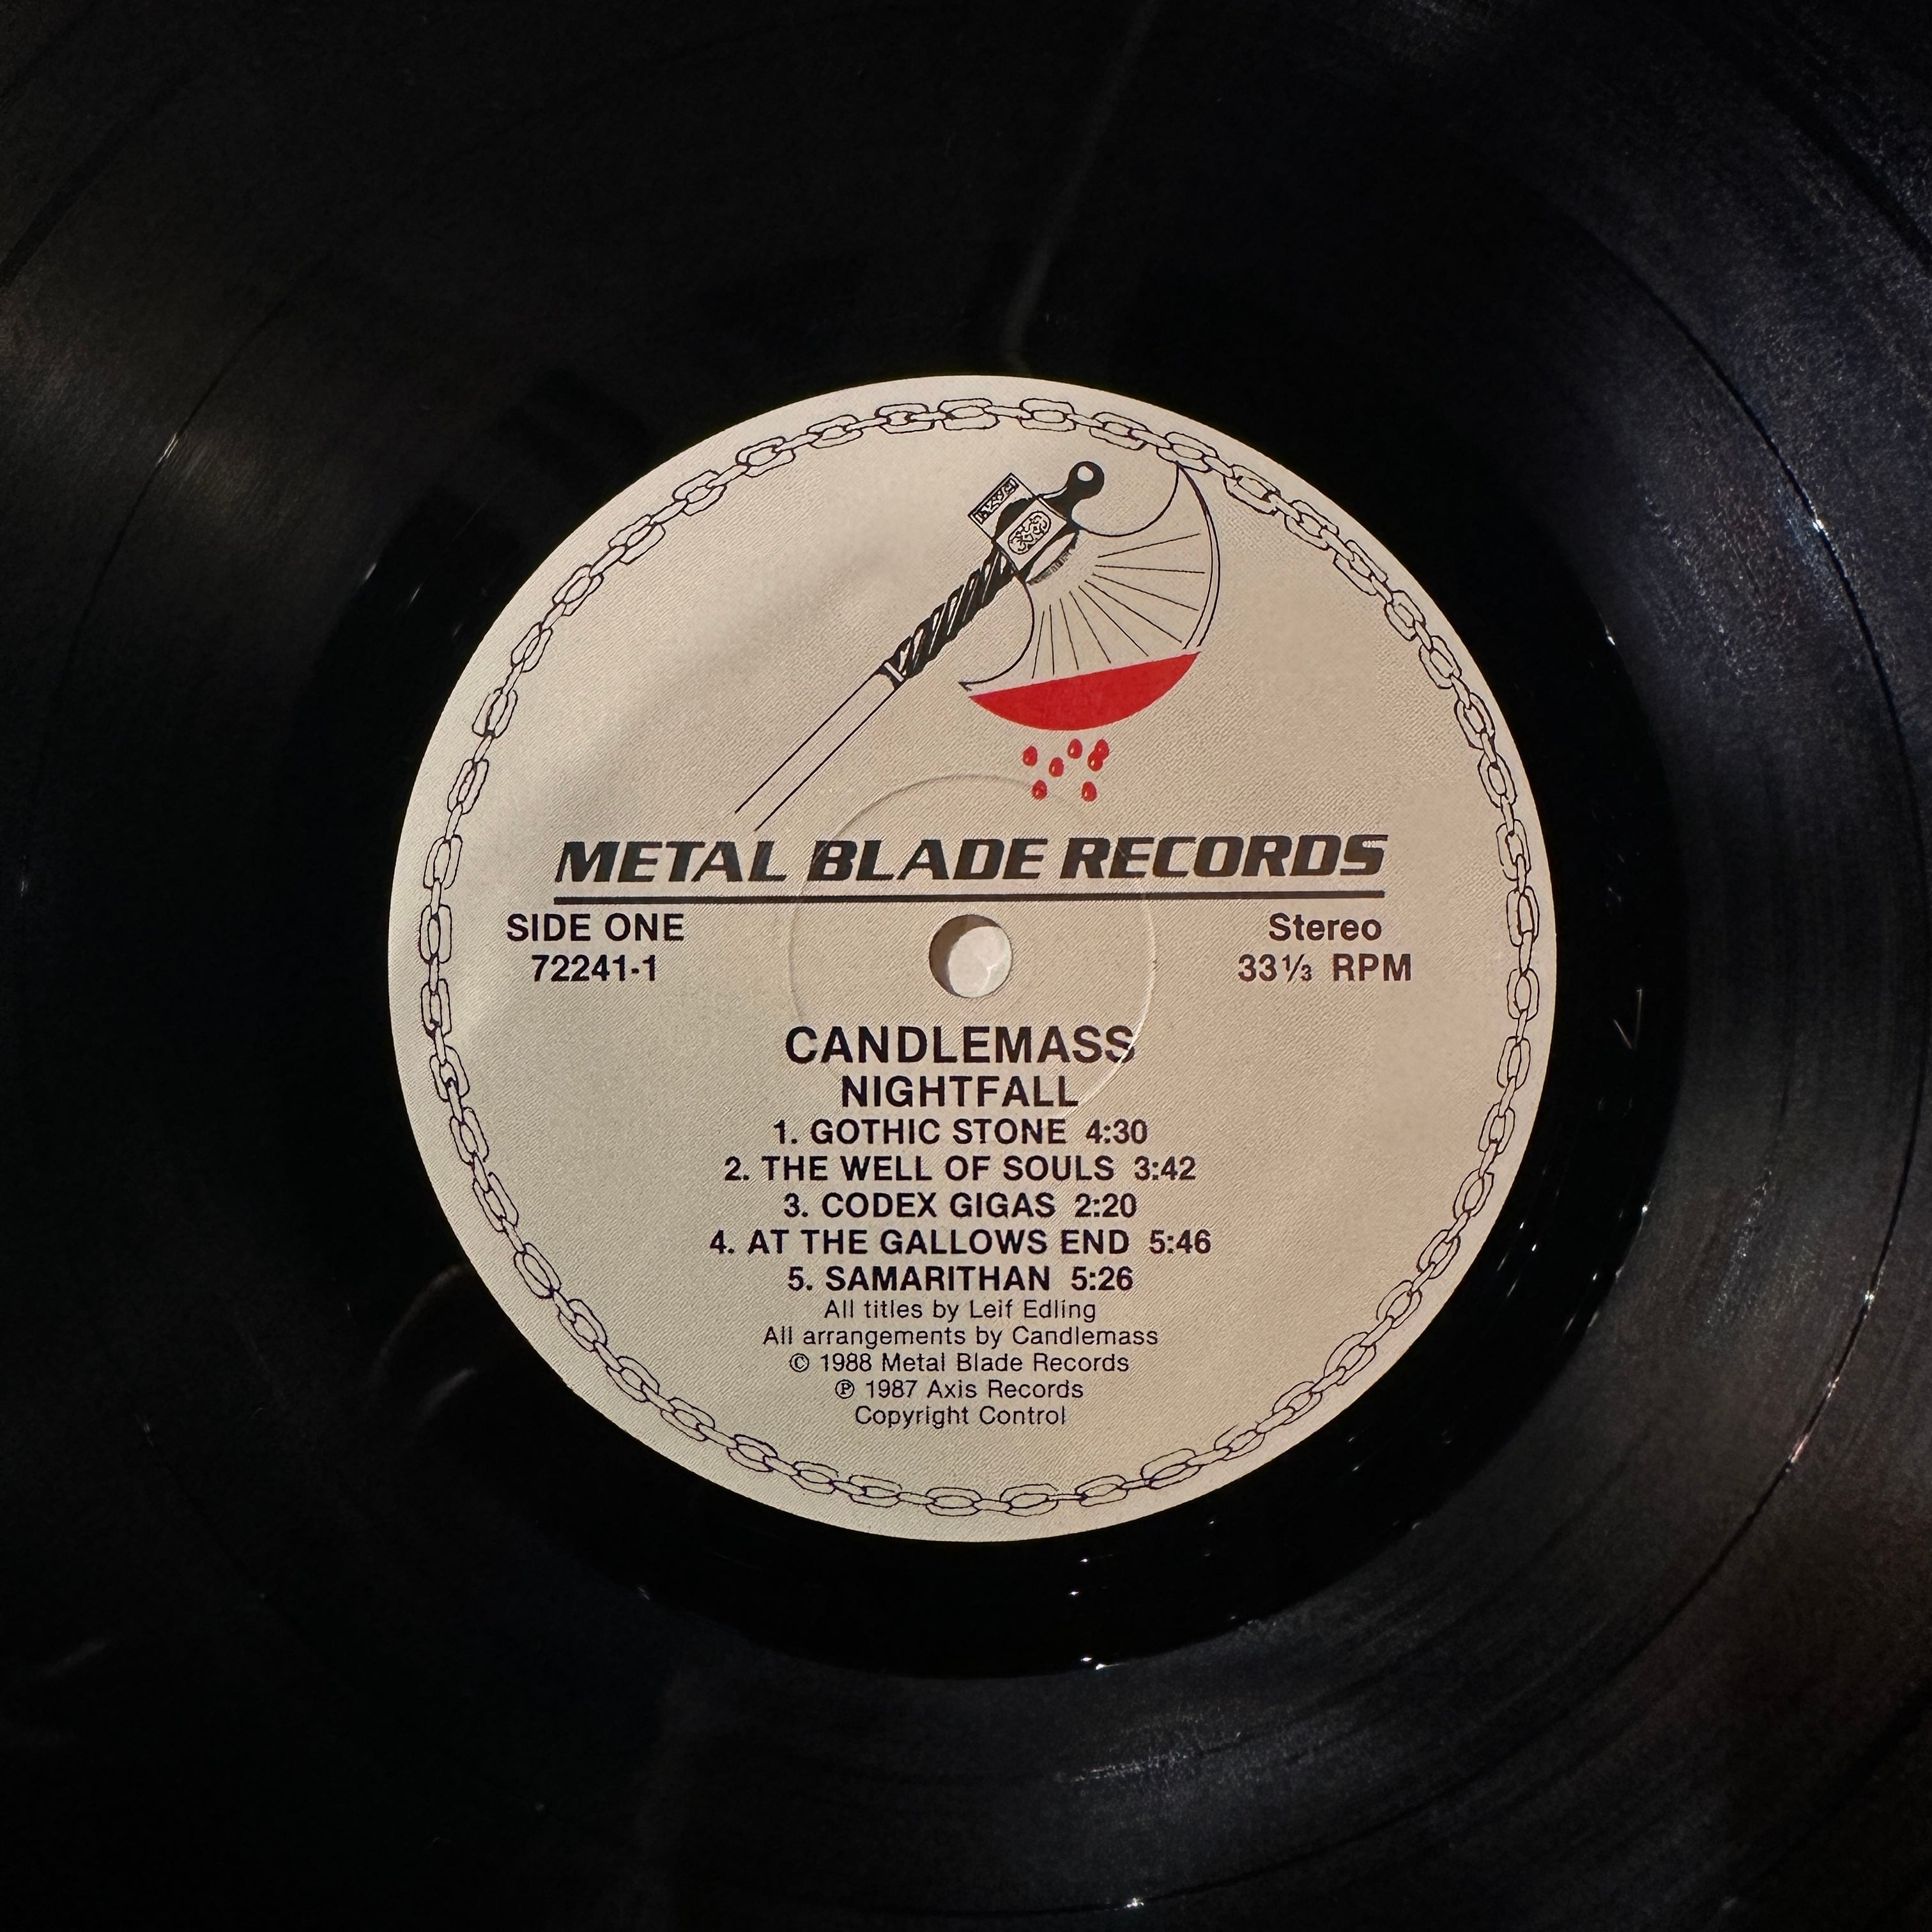 METAL BLADE RECORDS
SIDE ONE
72241-1
Stereo
33⅓ RPM
CANDLEMASS
NIGHTFALL
1. GOTHIC STONE 4:30
2. THE WELL OF SOULS 3:42
3. CODEX GIGAS 2:20
4. AT THE GALLOWS END 5:46
5. SAMARITHAN 5:26
All titles by Leif Edling
All arrangements by Candlemass
© 1988 Metal Blade Records
℗ 1987 Axis Records
Copyright Control